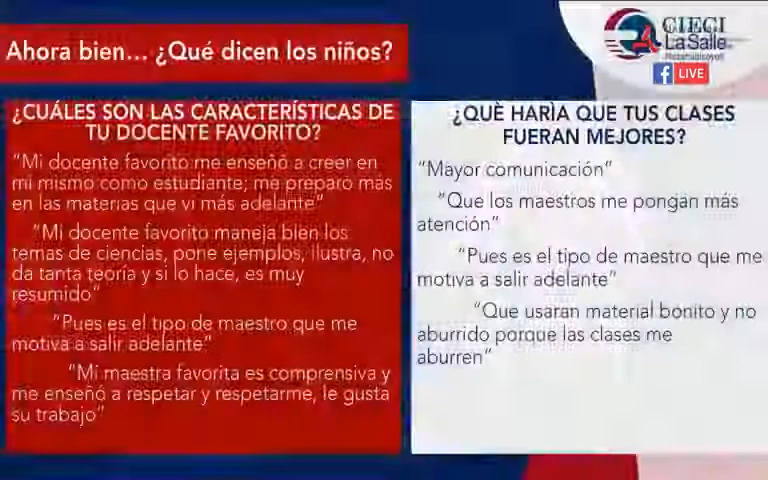 Ahora bien... ¿Qué dicen los niños?
CIECI
La Salle
LIVE
¿CUÁLES SON LAS CARACTERÍSTICAS DE
TU DOCENTE FAVORITO?
"Mi docente favorito me enseñó a creer en
mi mismo como estudiante; me preparo más
en las materias que vi más adelante"
"Mi docente favorito maneja bien los
temas de ciencias, pone ejemplos, ilustra, no
da tanta teoría y si lo hace, es muy
resumido"
"Pues es el tipo de maestro que me
motiva a salir adelante"
"Mi maestra favorita es comprensiva y
me enseñó a respetar y respetarme, le gusta
su trabajo"
¿QUÈ HARÌA QUE TUS CLASES
FUERAN MEJORES?
"Mayor comunicación"
"Que los maestros me pongan más
atención"
"Pues es el tipo de maestro que me
motiva a salir adelante"
"Que usaran material bonito y no
aburrido porque las clases me
aburren"